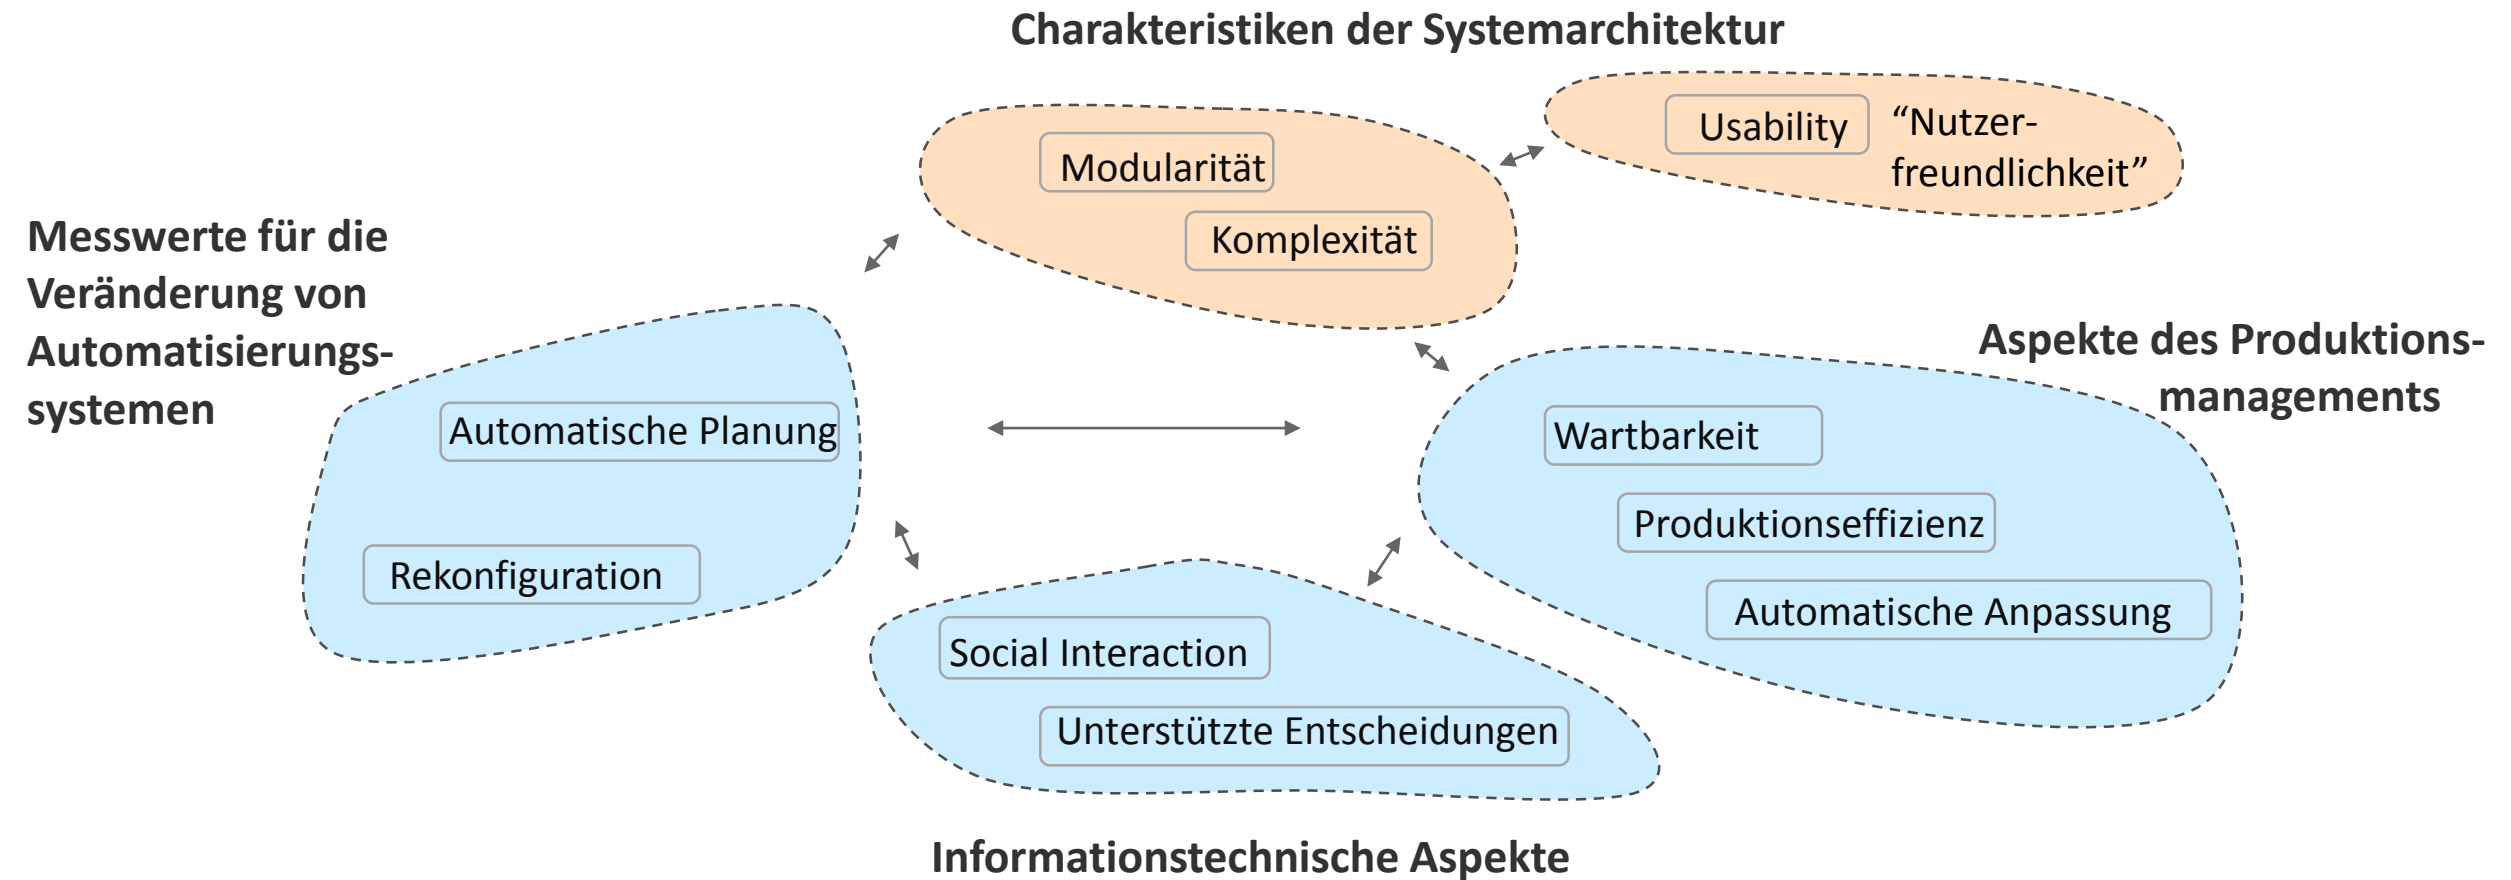 Charakteristiken der Systemarchitektur
Usability
“Nutzer-
freundlichkeit”
Modularität
Komplexität
Messwerte für die
Veränderung von
Automatisierungs-
systemen
Automatische Planung
Rekonfiguration
Aspekte des Produktions-
managements
Wartbarkeit
Produktionseffizienz
Automatische Anpassung
Social Interaction
Unterstützte Entscheidungen
Informationstechnische Aspekte